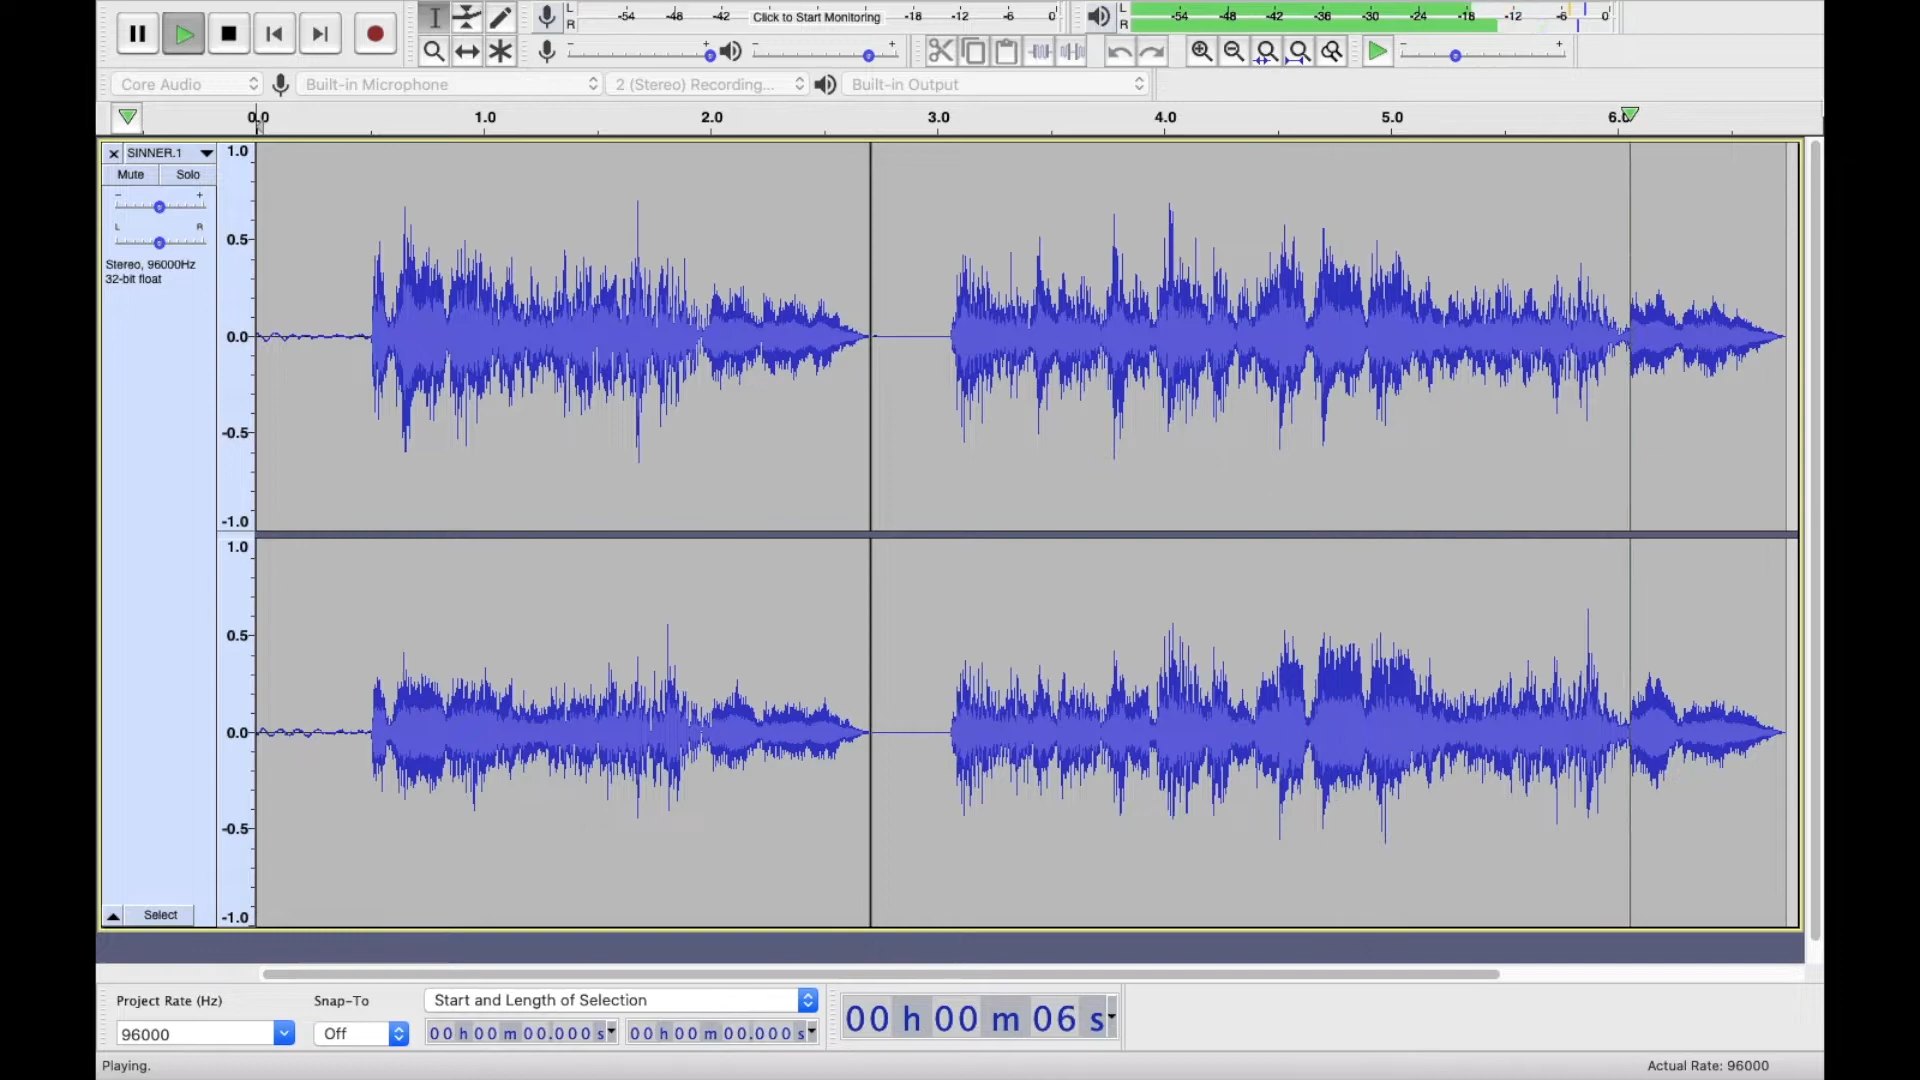 L
R
-54 -48 -42 Click to Start Monitoring -18 -12 -6 0
L
R
-54 -48 -42 -36 -30 -24 -18 -12 -6 0
- +
- +
- +
Core Audio Built-in Microphone 2 (Stereo) Recording... Built-in Output
0.0 1.0 2.0 3.0 4.0 5.0 6.0
SINNER.1
Mute Solo
- +
L R
Stereo, 96000Hz
32-bit float
1.0
0.5
0.0
-0.5
-1.0
1.0
0.5
0.0
-0.5
-1.0
Select
Project Rate (Hz) Snap-To Start and Length of Selection
96000 Off 00 h 00 m 00.000 s 00 h 00 m 00.000 s 00 h 00 m 06 s
Playing. Actual Rate: 96000